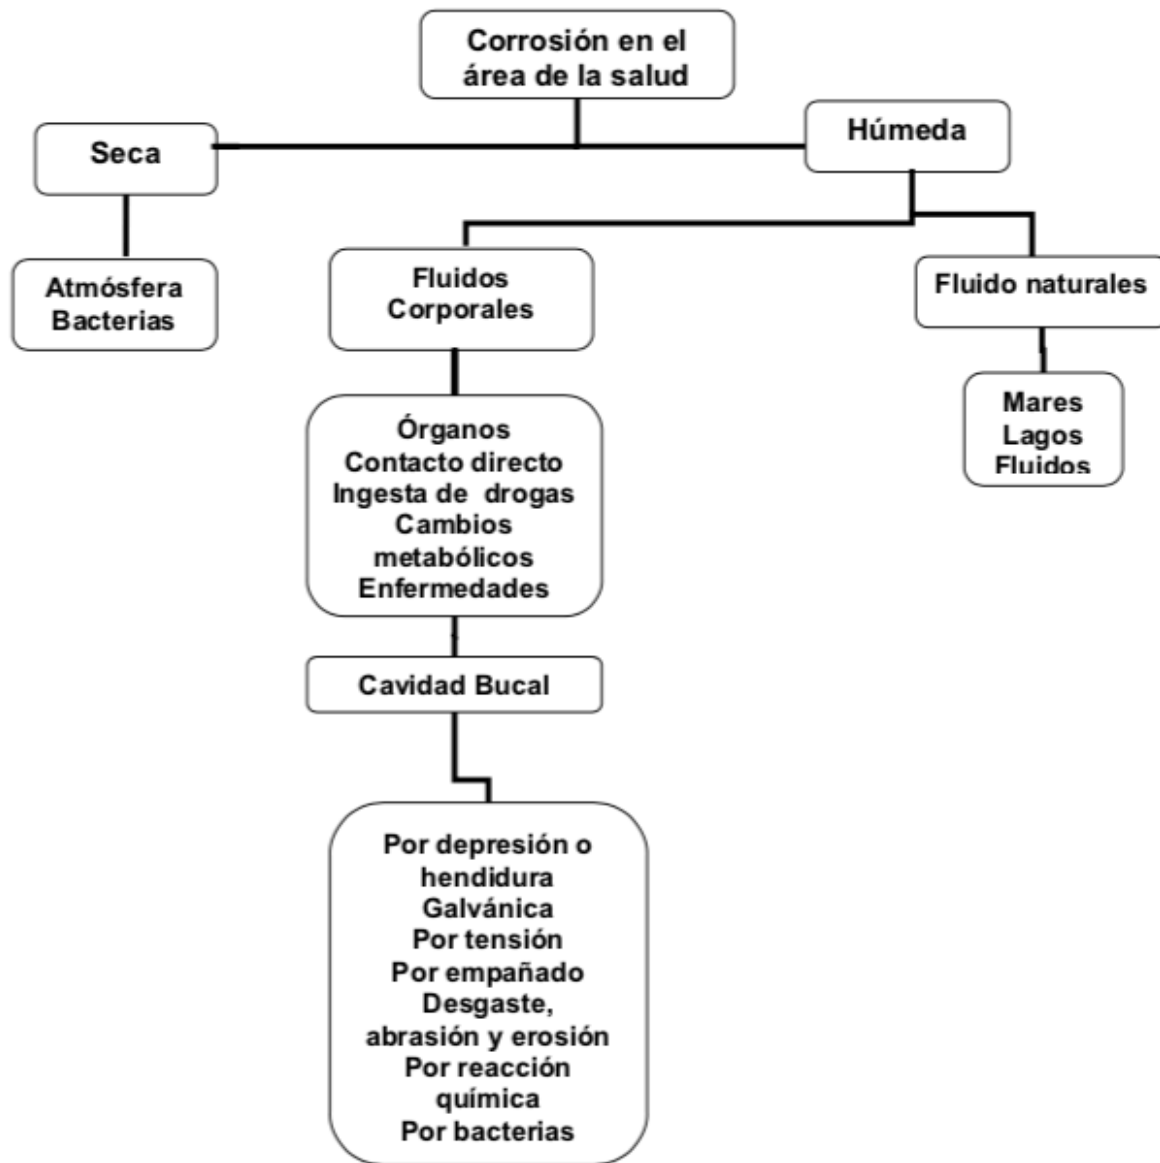 Corrosión en el
área de la salud
Seca
Húmeda
Atmósfera
Bacterias
Fluidos
Corporales
Fluido naturales
Órganos
Contacto directo
Ingesta de drogas
Cambios
metabólicos
Enfermedades
Mares
Lagos
Fluidos
Cavidad Bucal
Por depresión o
hendidura
Galvánica
Por tensión
Por empañado
Desgaste,
abrasión y erosión
Por reacción
química
Por bacterias